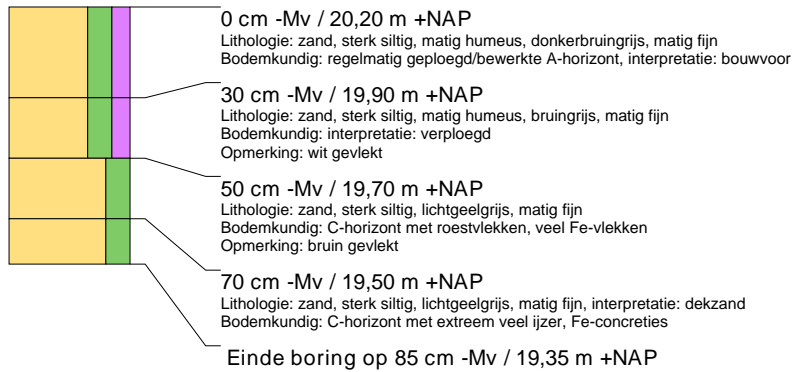 0 cm -Mv / 20,20 m +NAP
Lithologie: zand, sterk siltig, matig humeus, donkerbruingrijs, matig fijn
Bodemkundig: regelmatig geploegd/bewerkte A-horizont, interpretatie: bouwvoor
30 cm -Mv / 19,90 m +NAP
Lithologie: zand, sterk siltig, matig humeus, bruingrijs, matig fijn
Bodemkundig: interpretatie: verploegd
Opmerking: wit gevlekt
50 cm -Mv / 19,70 m +NAP
Lithologie: zand, sterk siltig, lichtgeelgrijs, matig fijn
Bodemkundig: C-horizont met roestvlekken, veel Fe-vlekken
Opmerking: bruin gevlekt
70 cm -Mv / 19,50 m +NAP
Lithologie: zand, sterk siltig, lichtgeelgrijs, matig fijn, interpretatie: dekzand
Bodemkundig: C-horizont met extreem veel ijzer, Fe-concreties
Einde boring op 85 cm -Mv / 19,35 m +NAP